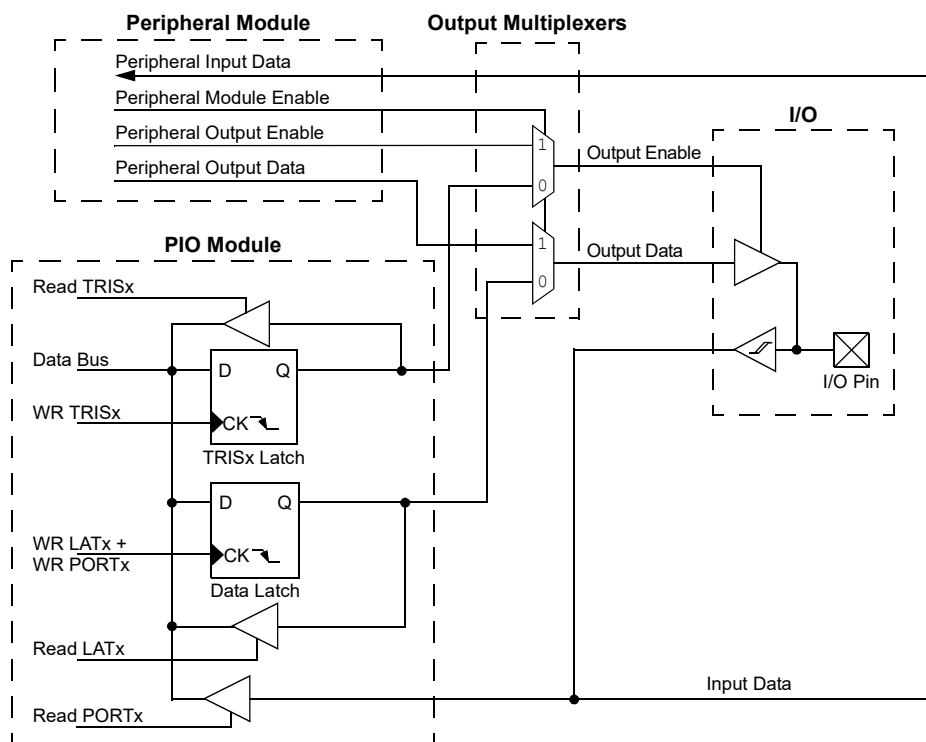 Peripheral Module
Output Multiplexers
Peripheral Input Data
Peripheral Module Enable
Peripheral Output Enable
Peripheral Output Data
1
0
Output Enable
1
0
Output Data
I/O
I/O Pin
PIO Module
Read TRISx
Data Bus
D Q
WR TRISx
CK
TRISx Latch
D Q
WR LATx +
WR PORTx
CK
Data Latch
Read LATx
Input Data
Read PORTx